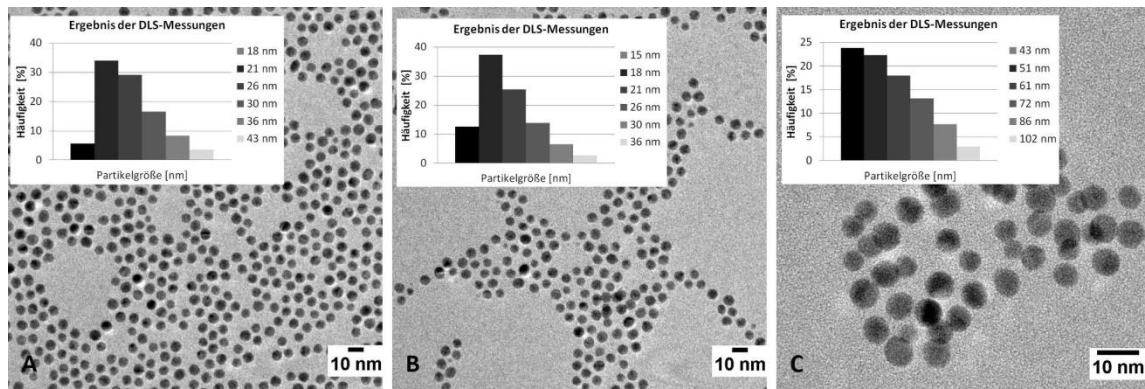 Ergebnis der DLS-Messungen
Häufigkeit [%]
40
30
20
10
0
18 nm
21 nm
26 nm
30 nm
36 nm
43 nm
Partikelgröße [nm]
A
10 nm
Ergebnis der DLS-Messungen
Häufigkeit [%]
40
30
20
10
0
15 nm
18 nm
21 nm
26 nm
30 nm
36 nm
Partikelgröße [nm]
B
10 nm
Ergebnis der DLS-Messungen
Häufigkeit [%]
25
20
15
10
5
0
43 nm
51 nm
61 nm
72 nm
86 nm
102 nm
Partikelgröße [nm]
C
10 nm